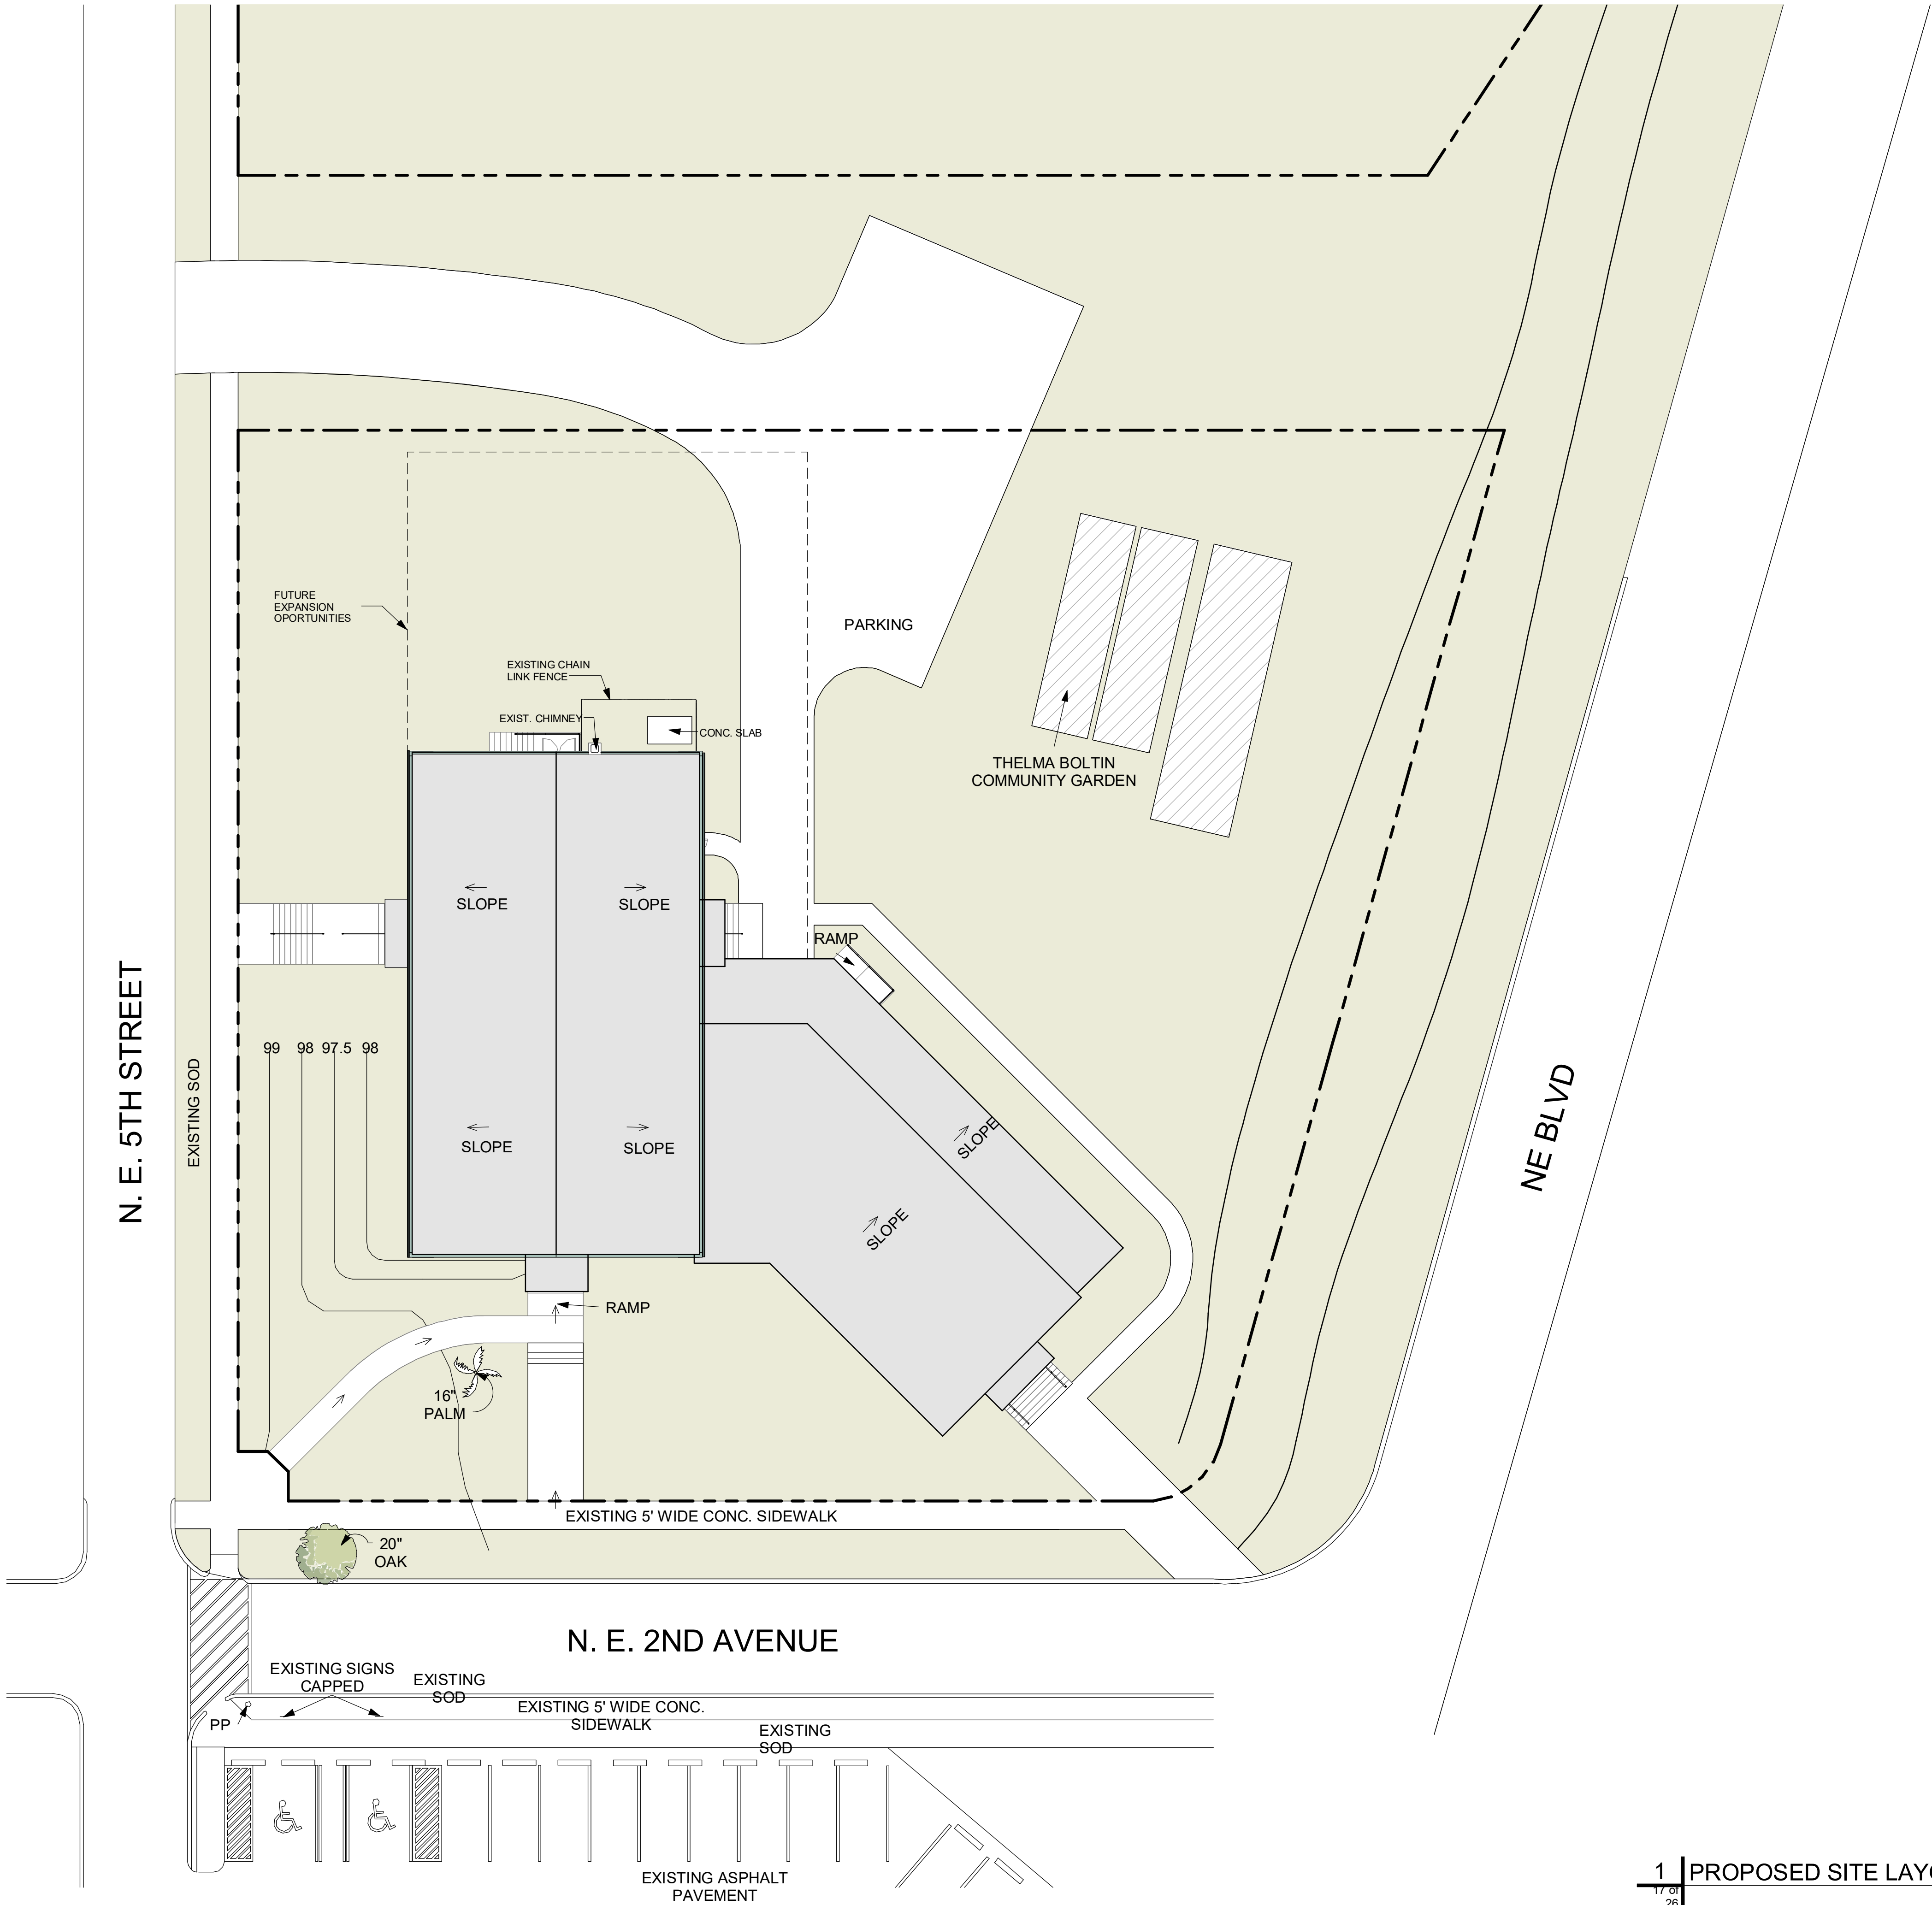 FUTURE
EXPANSION
OPORTUNITIES
PARKING
EXISTING CHAIN
LINK FENCE
EXIST. CHIMNEY
CONC. SLAB
THELMA BOLTIN
COMMUNITY GARDEN
SLOPE
SLOPE
RAMP
N. E. 5TH STREET
EXISTING SOD
99
98
97.5
98
SLOPE
SLOPE
SLOPE
SLOPE
NE BLVD
RAMP
16"
PALM
EXISTING 5' WIDE CONC. SIDEWALK
20"
OAK
N. E. 2ND AVENUE
EXISTING SIGNS
CAPPED
EXISTING
SOD
EXISTING 5' WIDE CONC.
SIDEWALK
PP
EXISTING
SOD
EXISTING ASPHALT
PAVEMENT
1
17 of
26
PROPOSED SITE LAY